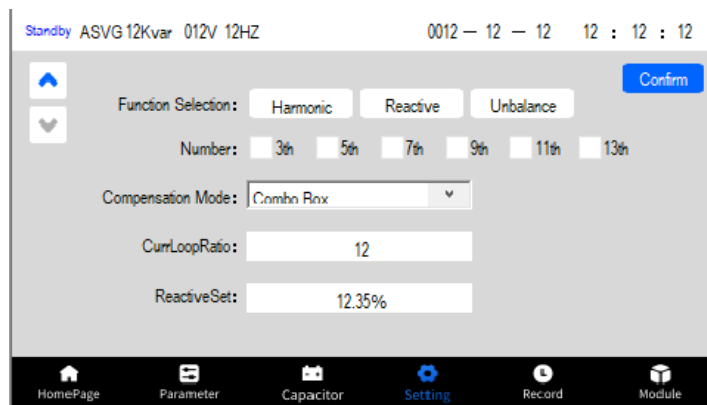 Standby ASVG 12Kvar 012V 12HZ 0012 — 12 — 12 12 : 12 : 12
Confirm
Function Selection: Harmonic Reactive Unbalance
Number: 3th 5th 7th 9th 11th 13th
Compensation Mode: Combo Box
CurrLoopRatio: 12
ReactiveSet: 12.35%
HomePage Parameter Capacitor Setting Record Module